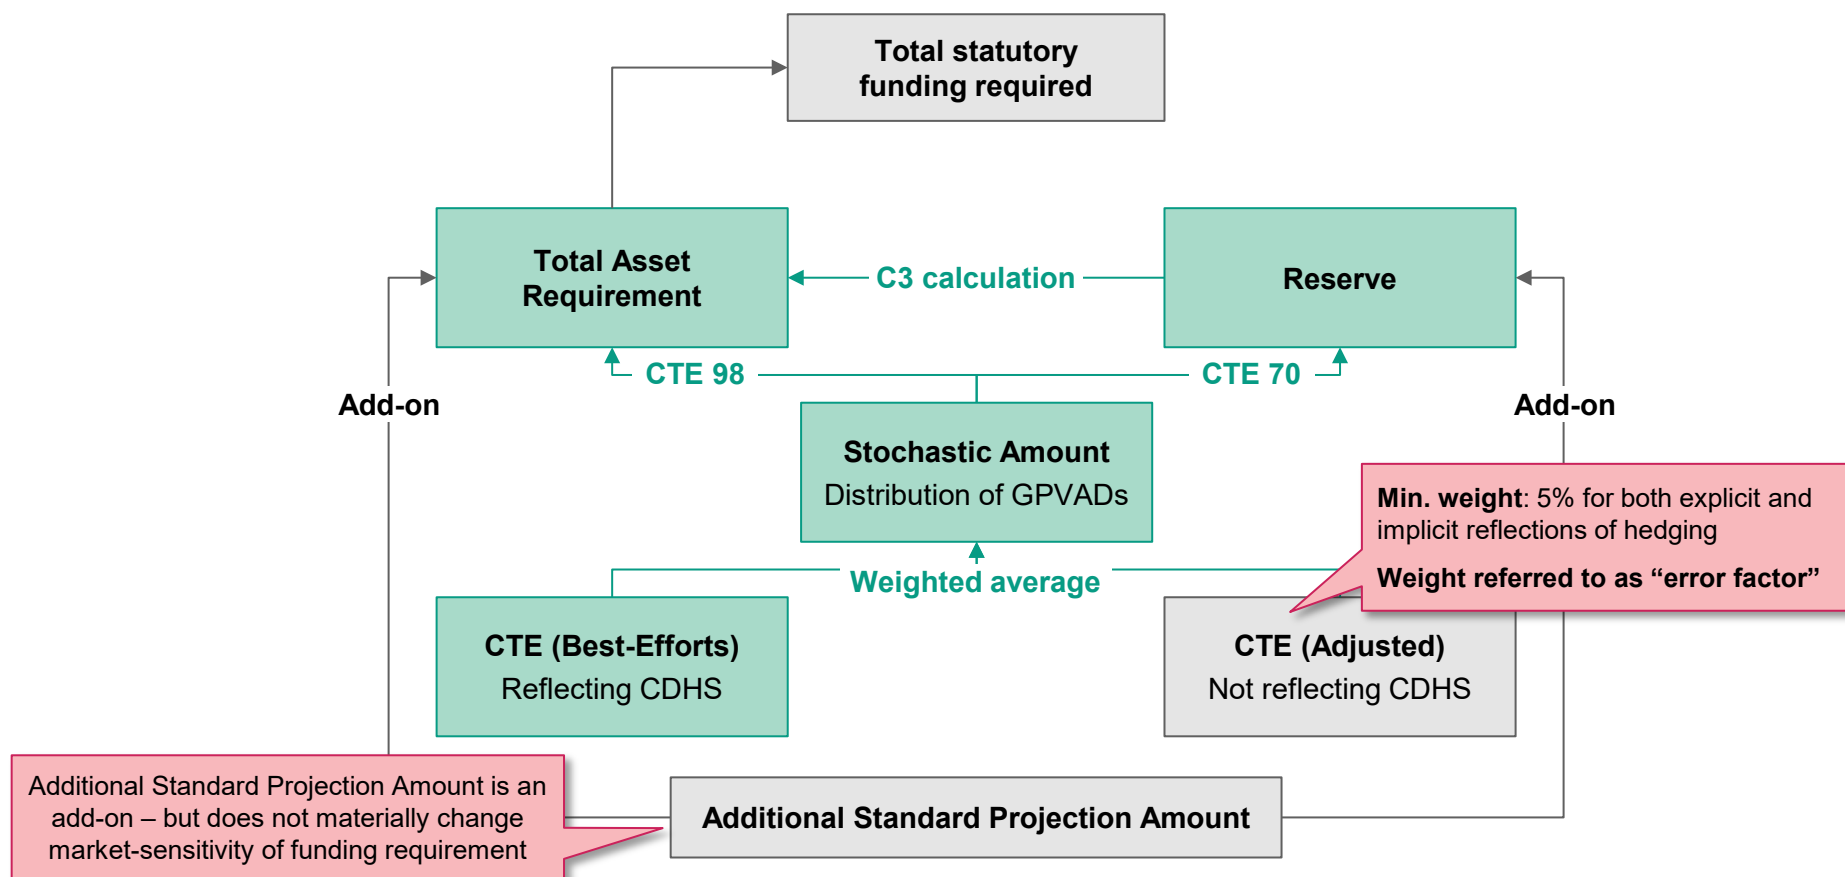 Total statutory
funding required
Total Asset
Requirement
C3 calculation
Reserve
CTE 98
CTE 70
Add-on
Add-on
Stochastic Amount
Distribution of GPVADs
Min. weight: 5% for both explicit and
implicit reflections of hedging
Weight referred to as “error factor”
Weighted average
CTE (Best-Efforts)
Reflecting CDHS
CTE (Adjusted)
Not reflecting CDHS
Additional Standard Projection Amount is an
add-on – but does not materially change
market-sensitivity of funding requirement
Additional Standard Projection Amount